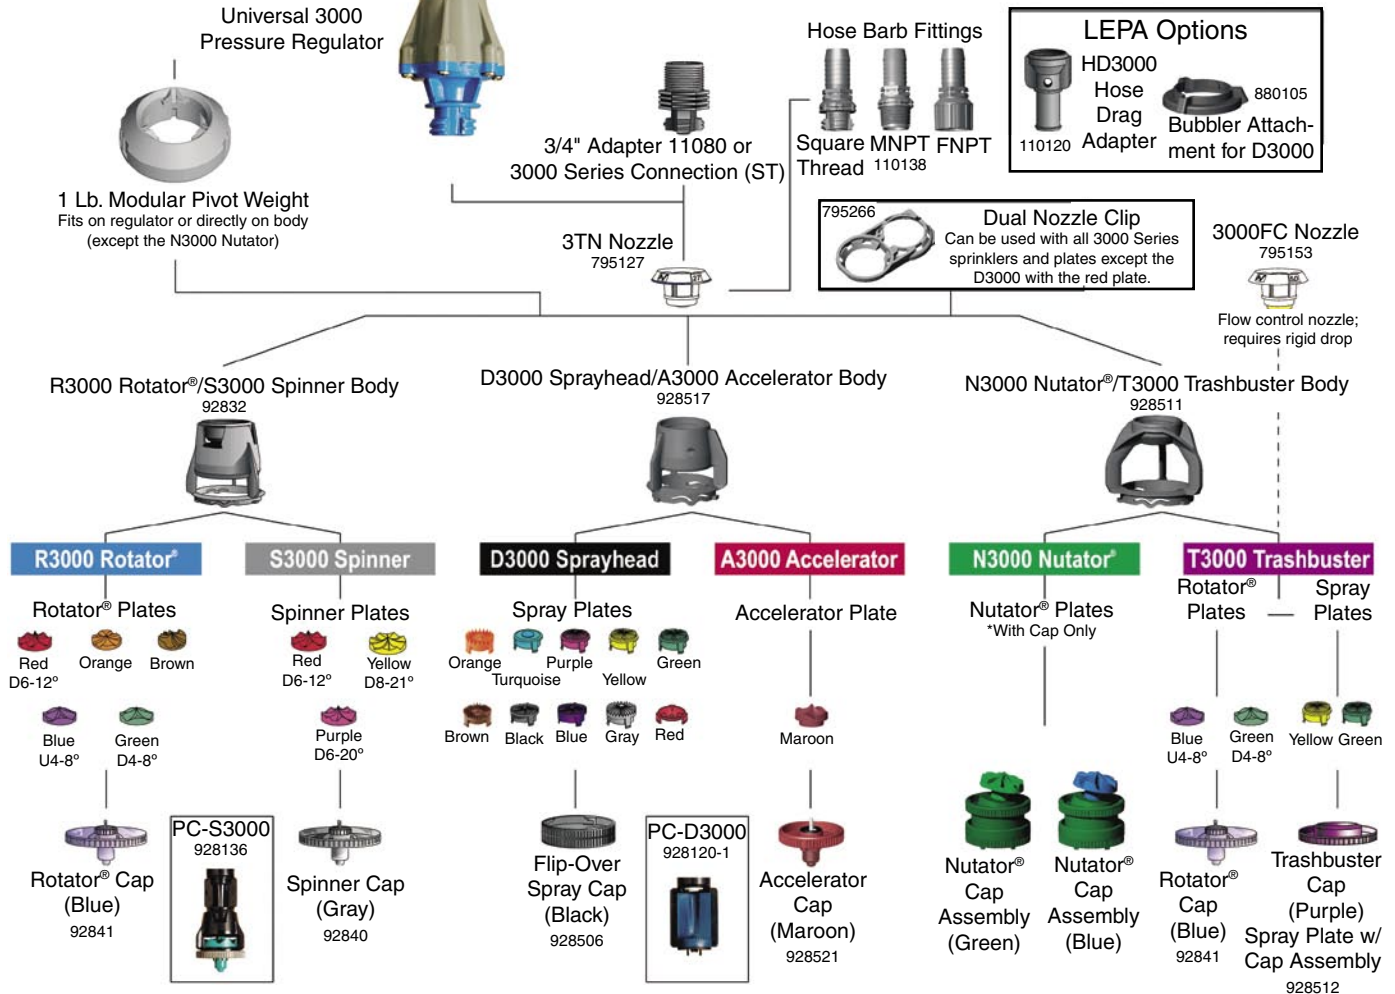 Universal 3000
Pressure Regulator
1 Lb. Modular Pivot Weight
Fits on regulator or directly on body
(except the N3000 Nutator)
3/4" Adapter 11080 or
3000 Series Connection (ST)
3TN Nozzle
795127
Hose Barb Fittings
Square
Thread
MNPT
110138
FNPT
LEPA Options
110120
HD3000
Hose
Drag
Adapter
880105
Bubbler Attach-
ment for D3000
795266
Dual Nozzle Clip
Can be used with all 3000 Series
sprinklers and plates except the
D3000 with the red plate.
3000FC Nozzle
795153
Flow control nozzle;
requires rigid drop
R3000 Rotator®/S3000 Spinner Body
92832
D3000 Sprayhead/A3000 Accelerator Body
928517
N3000 Nutator®/T3000 Trashbuster Body
928511
R3000 Rotator®
Rotator® Plates
Red
D6-12º
Orange
Brown
Blue
U4-8º
Green
D4-8º
Rotator® Cap
(Blue)
92841
PC-S3000
928136
S3000 Spinner
Spinner Plates
Red
D6-12º
Yellow
D8-21º
Purple
D6-20º
Spinner Cap
(Gray)
92840
D3000 Sprayhead
Spray Plates
Orange
Turquoise
Purple
Yellow
Green
Brown
Black
Blue
Gray
Red
Flip-Over
Spray Cap
(Black)
928506
PC-D3000
928120-1
A3000 Accelerator
Accelerator Plate
Maroon
Accelerator
Cap
(Maroon)
928521
N3000 Nutator®
Nutator® Plates
*With Cap Only
Nutator®
Cap
Assembly
(Green)
Nutator®
Cap
Assembly
(Blue)
T3000 Trashbuster
Rotator®
Plates
Spray
Plates
Blue
U4-8º
Green
D4-8º
Yellow Green
Rotator®
Cap
(Blue)
92841
Trashbuster
Cap
(Purple)
Spray Plate w/
Cap Assembly
928512